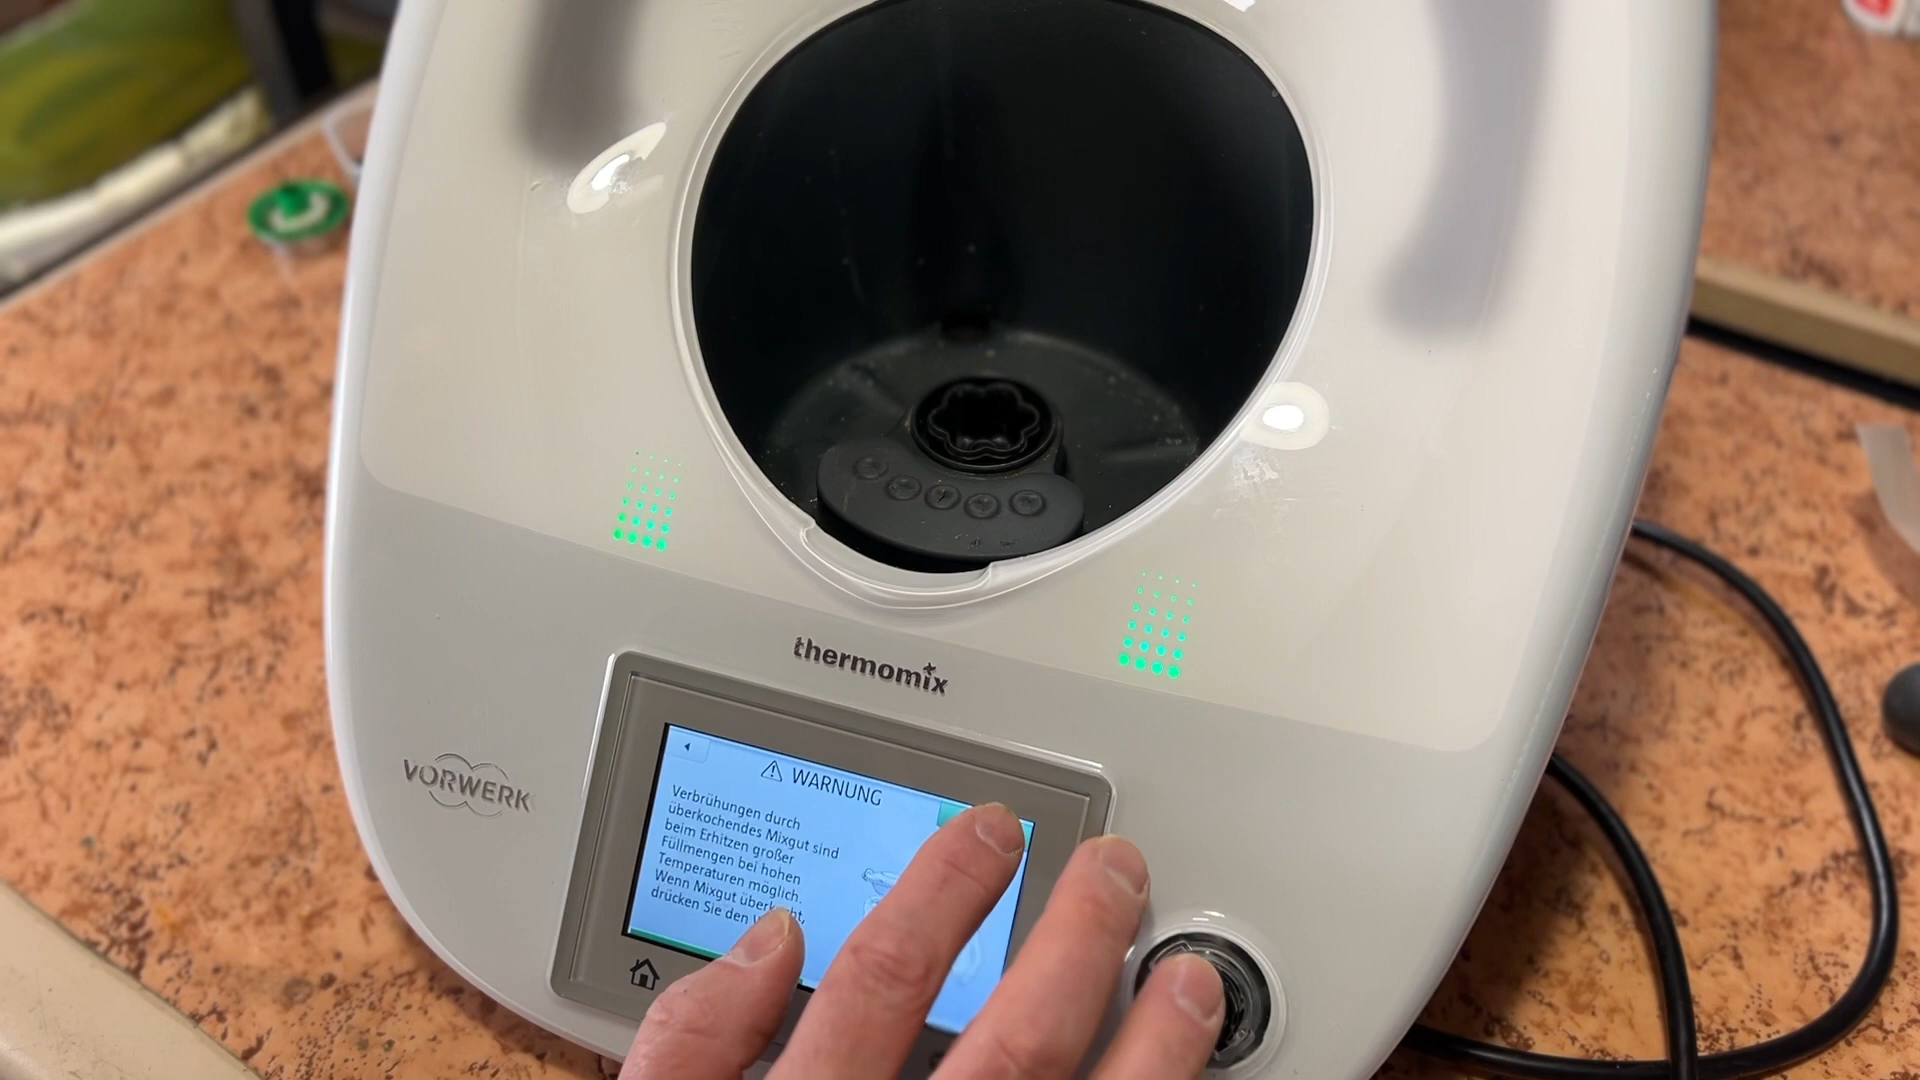 thermomix
VORWERK
WARNUNG
Verbrühungen durch
überkochendes Mixgut sind
beim Erhitzen großer
Füllmengen bei hohen
Temperaturen möglich.
Wenn Mixgut überkocht,
drücken Sie den